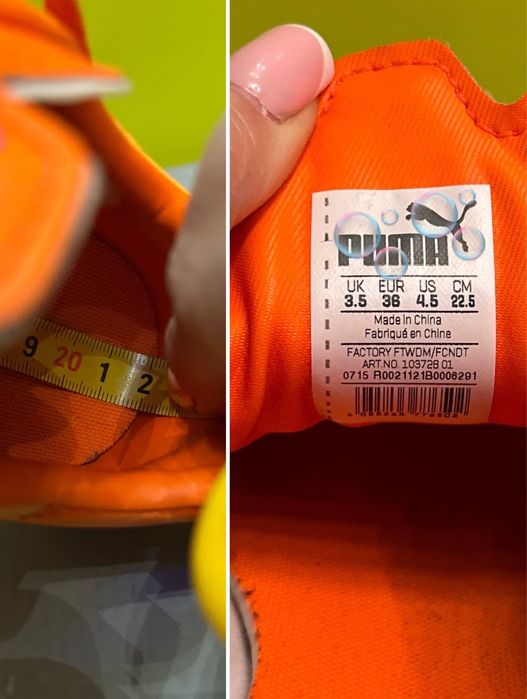 9 20 1 2
PUMA
UK EUR US CM
3.5 36 4.5 22.5
Made in China
Fabriqué en Chine
FACTORY FTWDM/FCNDT
ART.NO. 103728 01
0715 R0021121B0006291